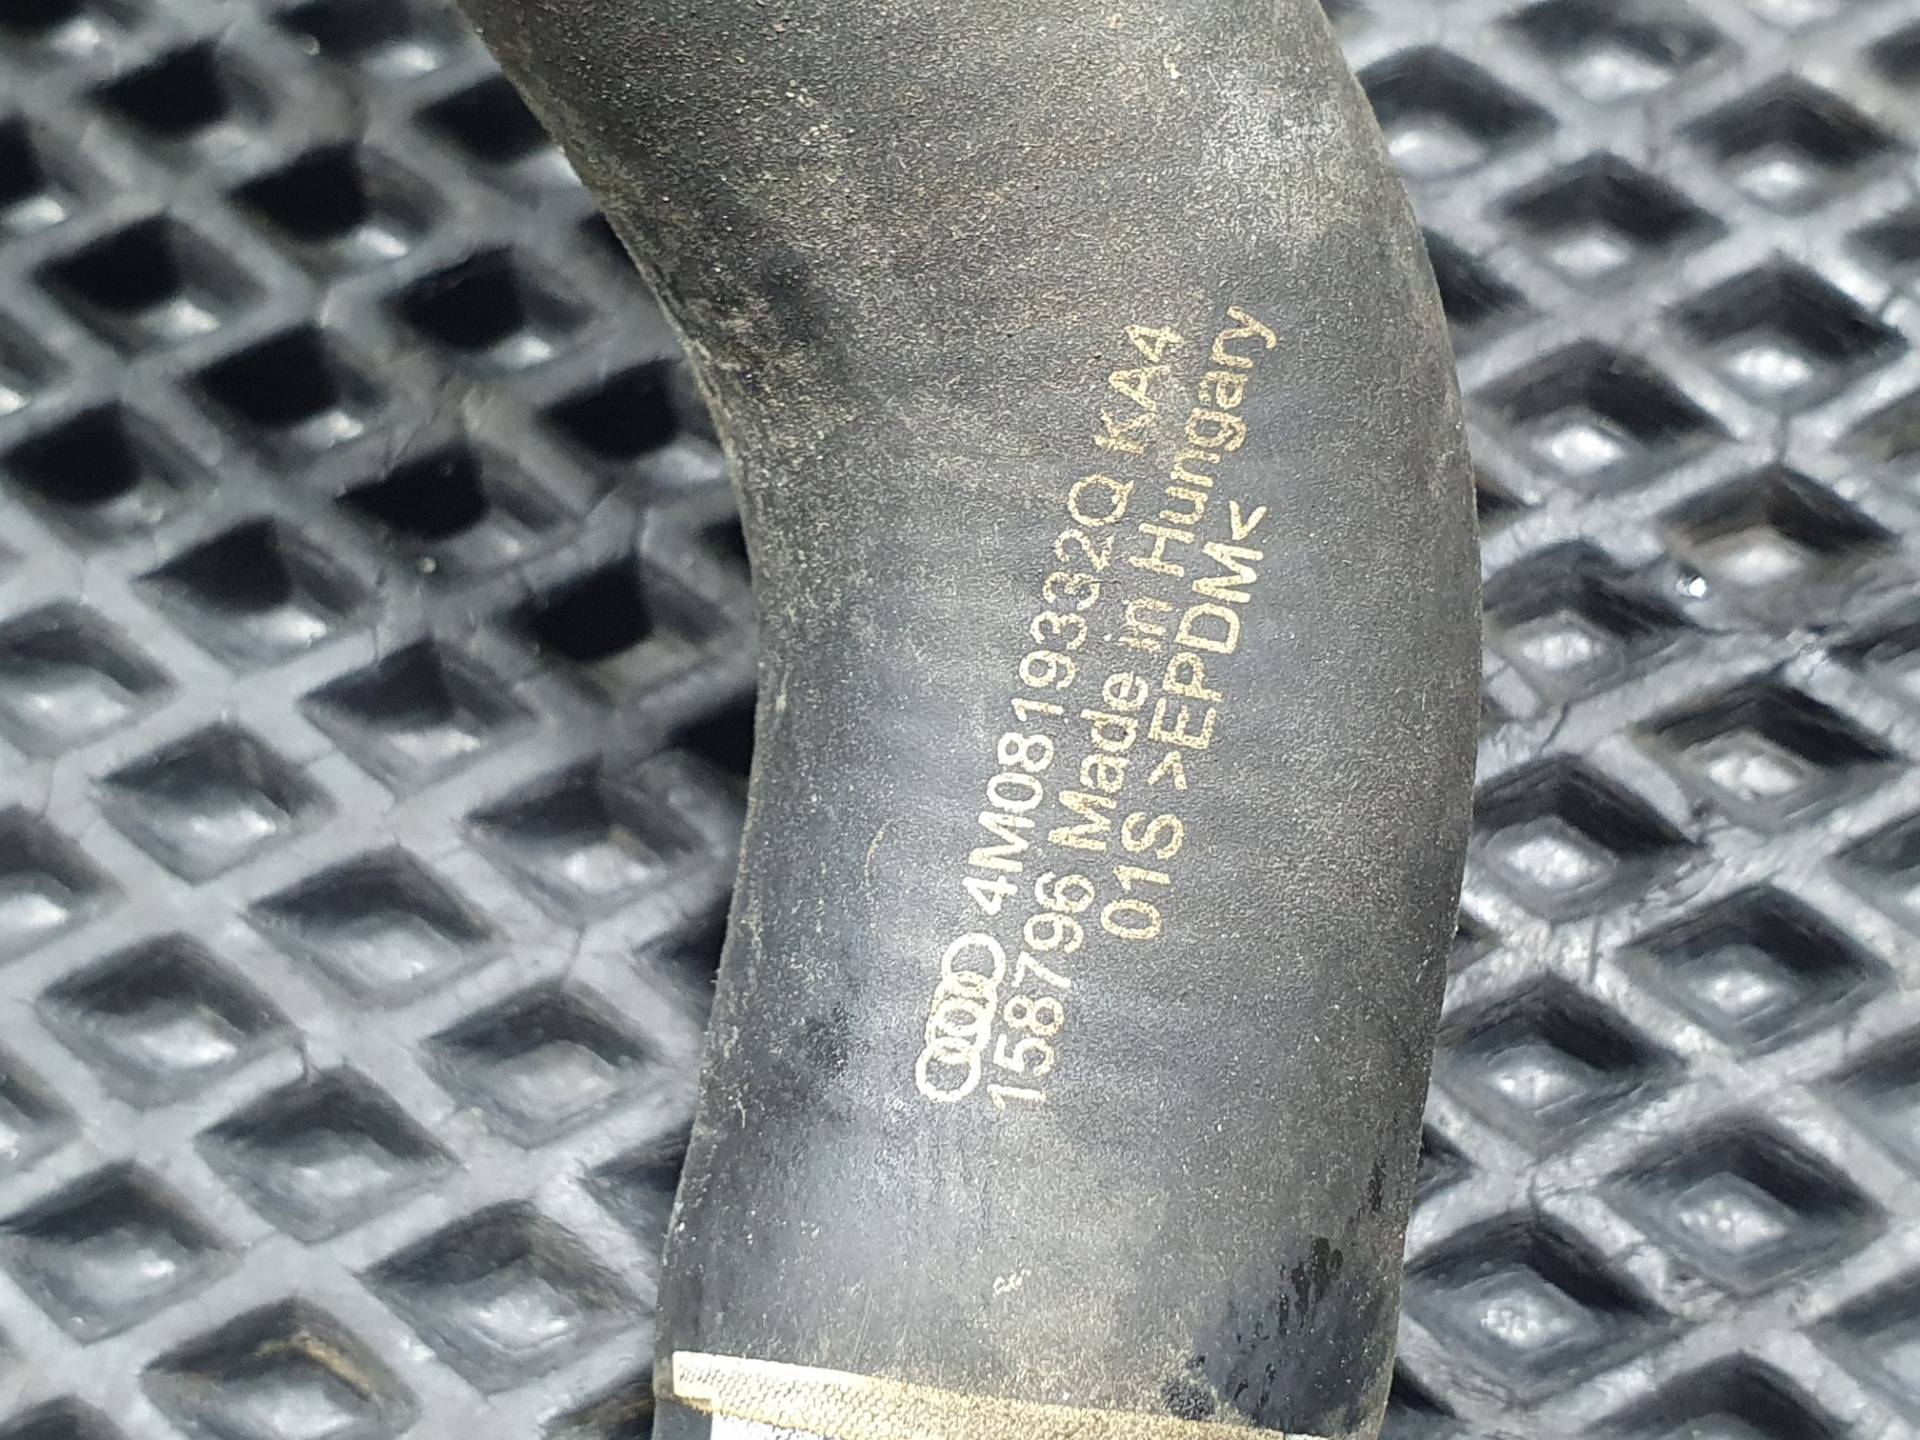 4M0819332Q KA4
158796 Made in Hungary
01S >EPDM<